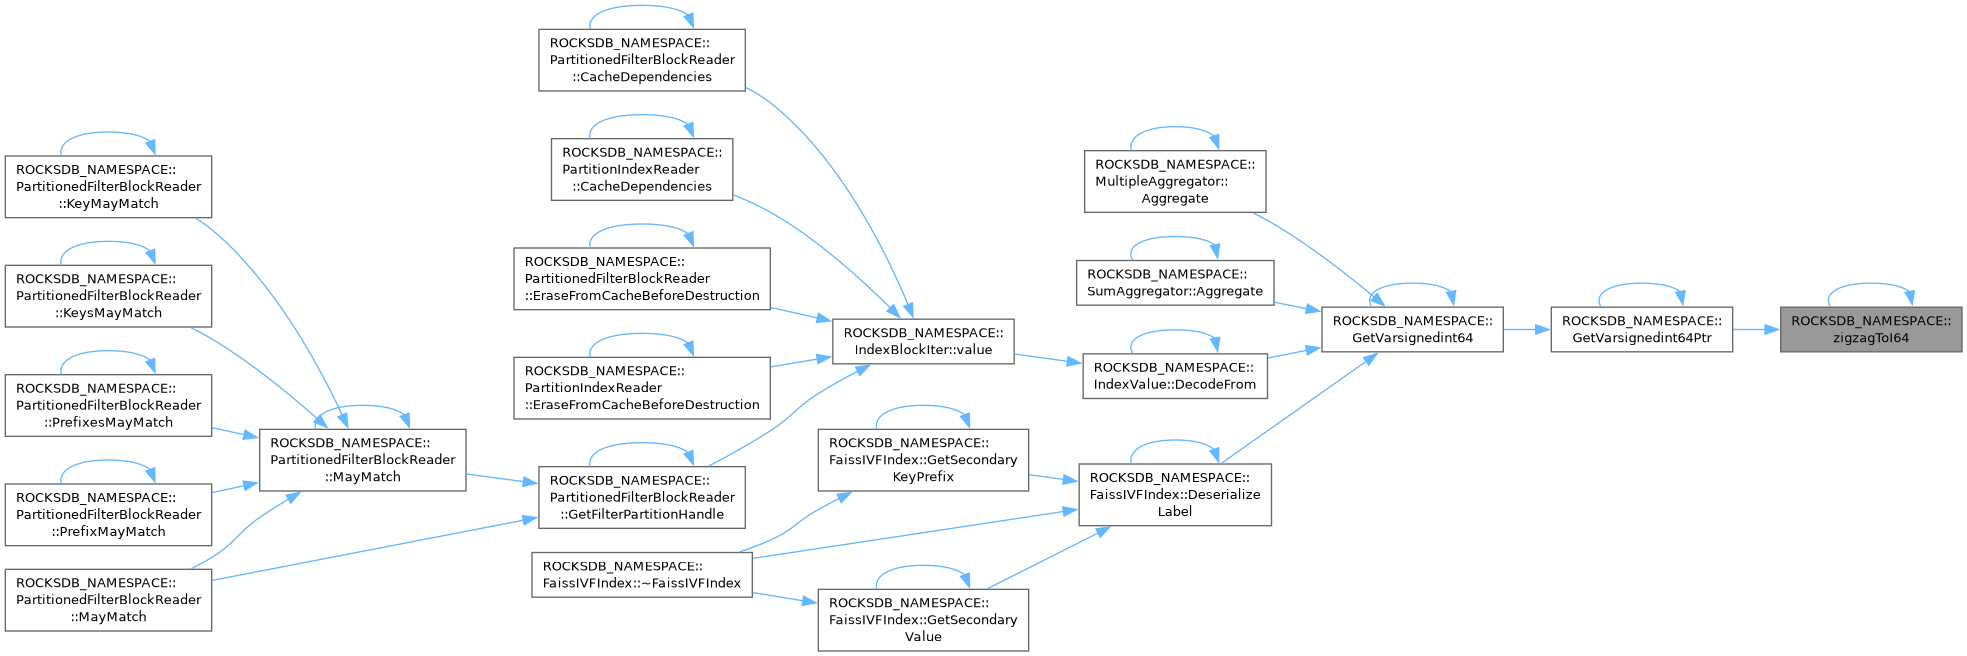 ROCKSDB_NAMESPACE::
PartitionedFilterBlockReader
::KeyMayMatch
ROCKSDB_NAMESPACE::
PartitionedFilterBlockReader
::KeysMayMatch
ROCKSDB_NAMESPACE::
PartitionedFilterBlockReader
::PrefixesMayMatch
ROCKSDB_NAMESPACE::
PartitionedFilterBlockReader
::PrefixMayMatch
ROCKSDB_NAMESPACE::
PartitionedFilterBlockReader
::MayMatch
ROCKSDB_NAMESPACE::
PartitionedFilterBlockReader
::MayMatch
ROCKSDB_NAMESPACE::
PartitionedFilterBlockReader
::CacheDependencies
ROCKSDB_NAMESPACE::
PartitionIndexReader
::CacheDependencies
ROCKSDB_NAMESPACE::
PartitionedFilterBlockReader
::EraseFromCacheBeforeDestruction
ROCKSDB_NAMESPACE::
PartitionIndexReader
::EraseFromCacheBeforeDestruction
ROCKSDB_NAMESPACE::
PartitionedFilterBlockReader
::GetFilterPartitionHandle
ROCKSDB_NAMESPACE::
FaissIVFIndex::~FaissIVFIndex
ROCKSDB_NAMESPACE::
IndexBlockIter::value
ROCKSDB_NAMESPACE::
FaissIVFIndex::GetSecondary
KeyPrefix
ROCKSDB_NAMESPACE::
FaissIVFIndex::GetSecondary
Value
ROCKSDB_NAMESPACE::
MultipleAggregator::
Aggregate
ROCKSDB_NAMESPACE::
SumAggregator::Aggregate
ROCKSDB_NAMESPACE::
IndexValue::DecodeFrom
ROCKSDB_NAMESPACE::
FaissIVFIndex::Deserialize
Label
ROCKSDB_NAMESPACE::
GetVarsignedint64
ROCKSDB_NAMESPACE::
GetVarsignedint64Ptr
ROCKSDB_NAMESPACE::
zigzagToI64